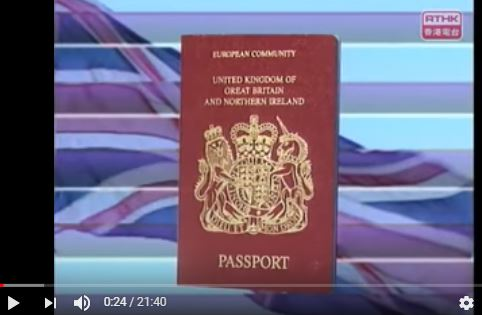 RTHK
香港電台
EUROPEAN COMMUNITY
UNITED KINGDOM OF
GREAT BRITAIN
AND NORTHERN IRELAND
PASSPORT
0:24 / 21:40